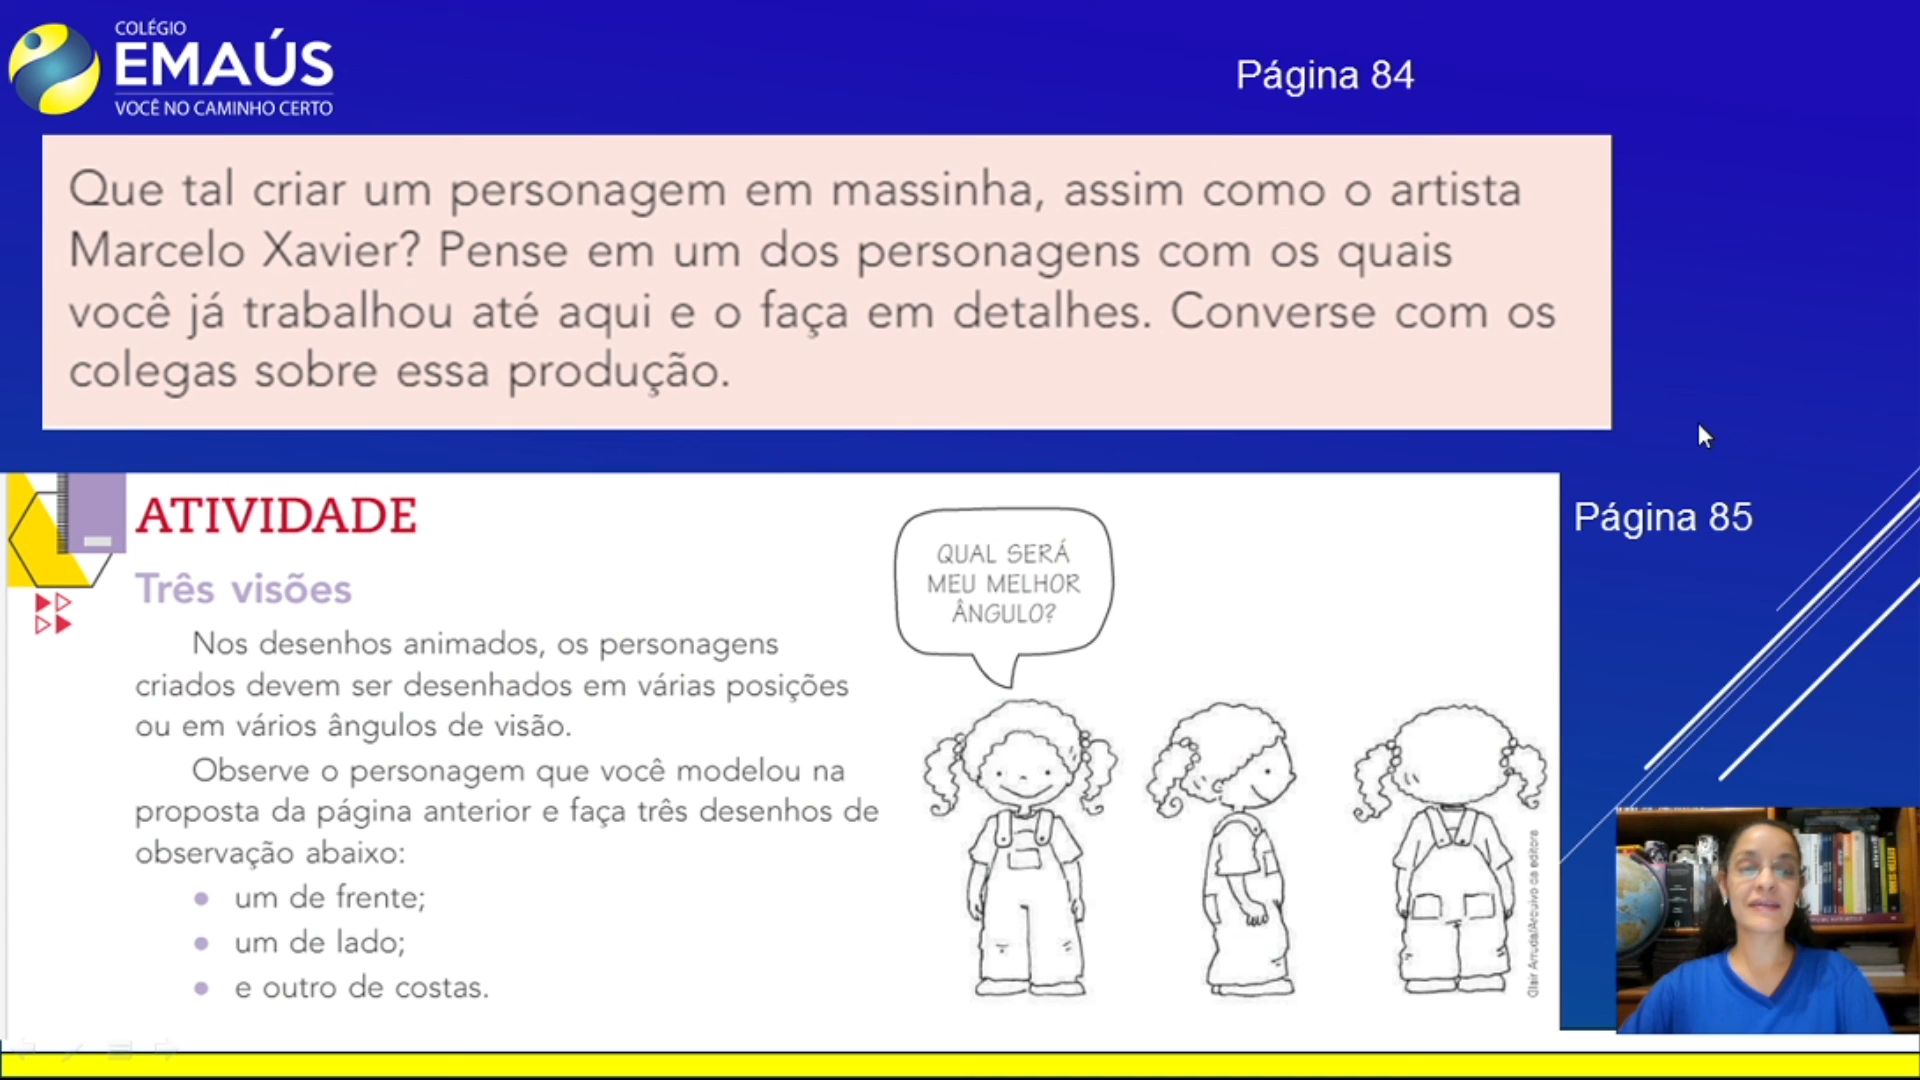 COLÉGIO
EMAÚS
VOCÊ NO CAMINHO CERTO
Página 84
Que tal criar um personagem em massinha, assim como o artista
Marcelo Xavier? Pense em um dos personagens com os quais
você já trabalhou até aqui e o faça em detalhes. Converse com os
colegas sobre essa produção.
Página 85
ATIVIDADE
Três visões
Nos desenhos animados, os personagens
criados devem ser desenhados em várias posições
ou em vários ângulos de visão.
Observe o personagem que você modelou na
proposta da página anterior e faça três desenhos de
observação abaixo:
um de frente;
um de lado;
e outro de costas.
QUAL SERÁ
MEU MELHOR
ÂNGULO?
Glair Arruda/Arquivo da editora